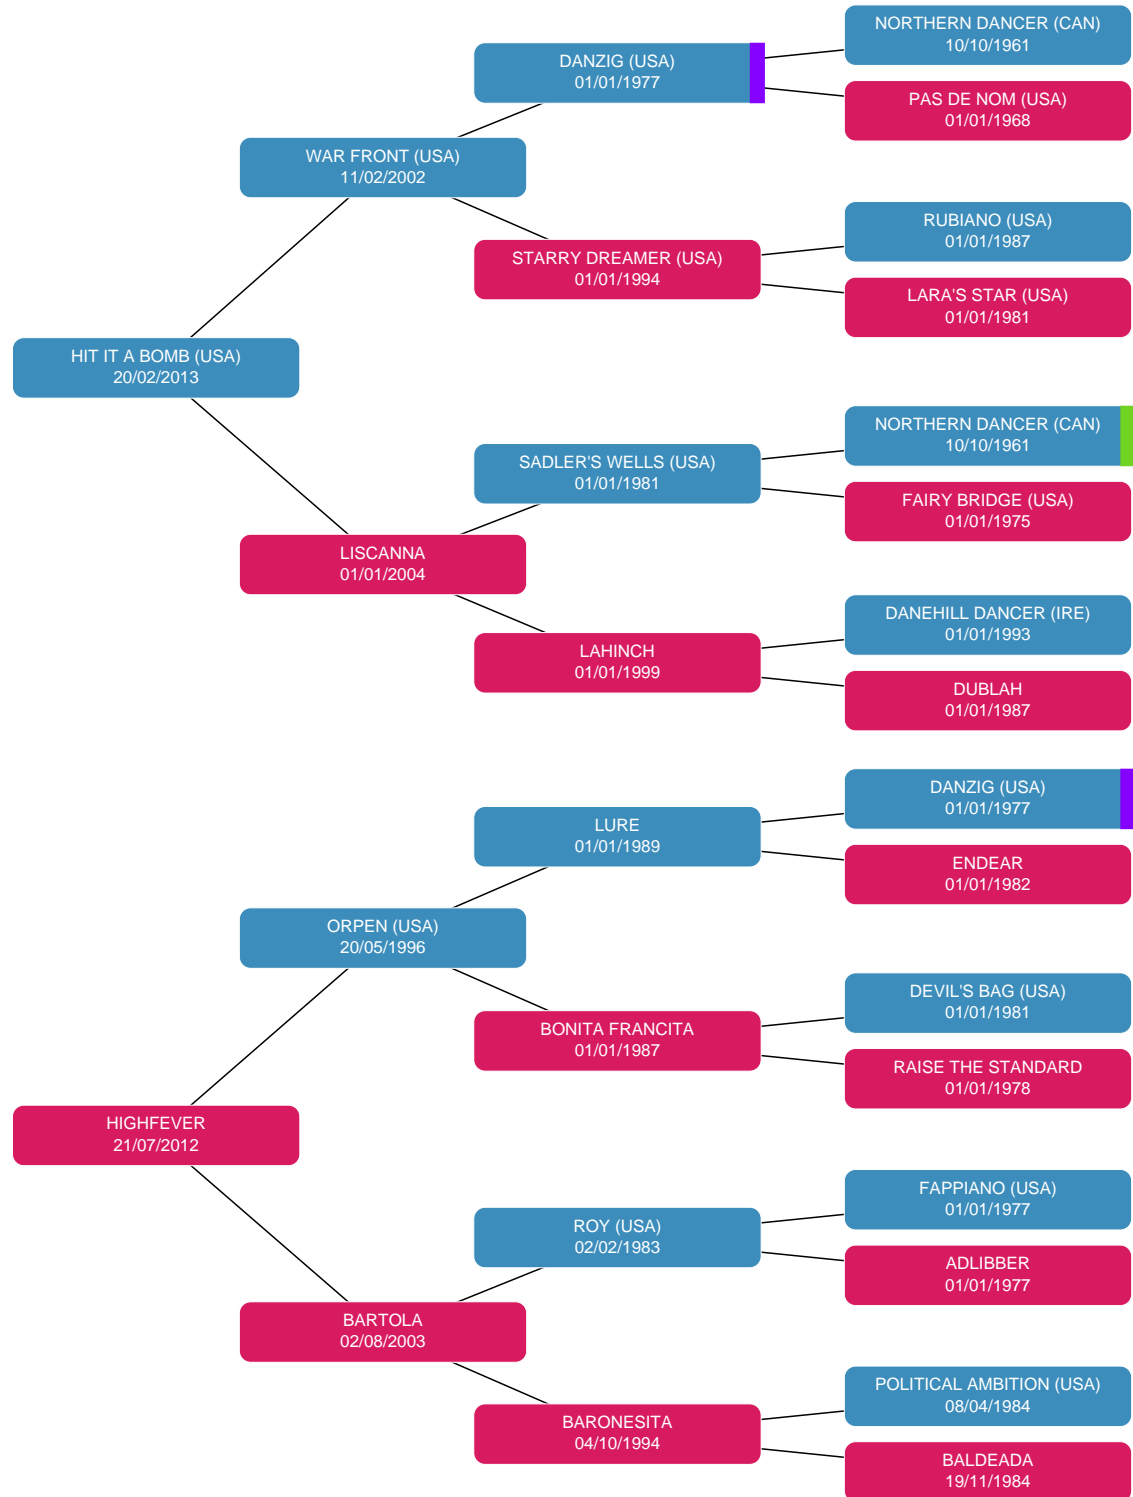 NORTHERN DANCER (CAN)
10/10/1961
DANZIG (USA)
01/01/1977
PAS DE NOM (USA)
01/01/1968
WAR FRONT (USA)
11/02/2002
RUBIANO (USA)
01/01/1987
STARRY DREAMER (USA)
01/01/1994
LARA'S STAR (USA)
01/01/1981
HIT IT A BOMB (USA)
20/02/2013
NORTHERN DANCER (CAN)
10/10/1961
SADLER'S WELLS (USA)
01/01/1981
FAIRY BRIDGE (USA)
01/01/1975
LISCANNA
01/01/2004
DANEHILL DANCER (IRE)
01/01/1993
LAHINCH
01/01/1999
DUBLAH
01/01/1987
DANZIG (USA)
01/01/1977
LURE
01/01/1989
ENDEAR
01/01/1982
ORPEN (USA)
20/05/1996
DEVIL'S BAG (USA)
01/01/1981
BONITA FRANCITA
01/01/1987
RAISE THE STANDARD
01/01/1978
HIGHFEVER
21/07/2012
FAPPIANO (USA)
01/01/1977
ROY (USA)
02/02/1983
ADLIBBER
01/01/1977
BARTOLA
02/08/2003
POLITICAL AMBITION (USA)
08/04/1984
BARONESITA
04/10/1994
BALDEADA
19/11/1984